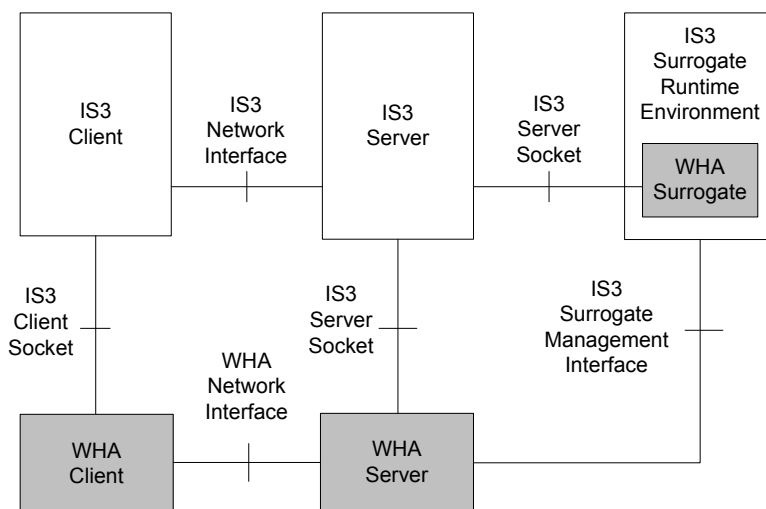 IS3
Client
IS3
Network
Interface
IS3
Server
IS3
Server
Socket
IS3
Surrogate
Runtime
Environment
WHA
Surrogate
IS3
Client
Socket
IS3
Server
Socket
IS3
Surrogate
Management
Interface
WHA
Network
Interface
WHA
Client
WHA
Server